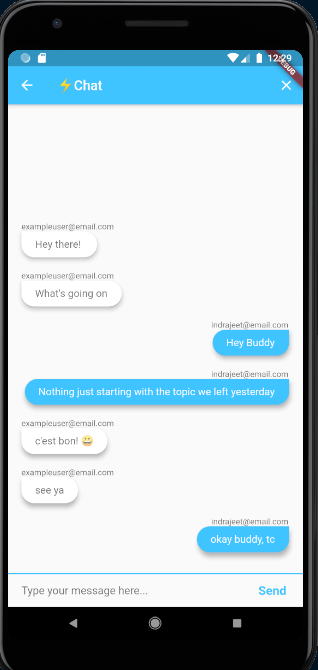 12:29
DEBUG
⚡Chat
exampleuser@email.com
Hey there!
exampleuser@email.com
What's going on
indrajeet@email.com
Hey Buddy
indrajeet@email.com
Nothing just starting with the topic we left yesterday
exampleuser@email.com
c'est bon! 😀
exampleuser@email.com
see ya
indrajeet@email.com
okay buddy, tc
Type your message here...
Send